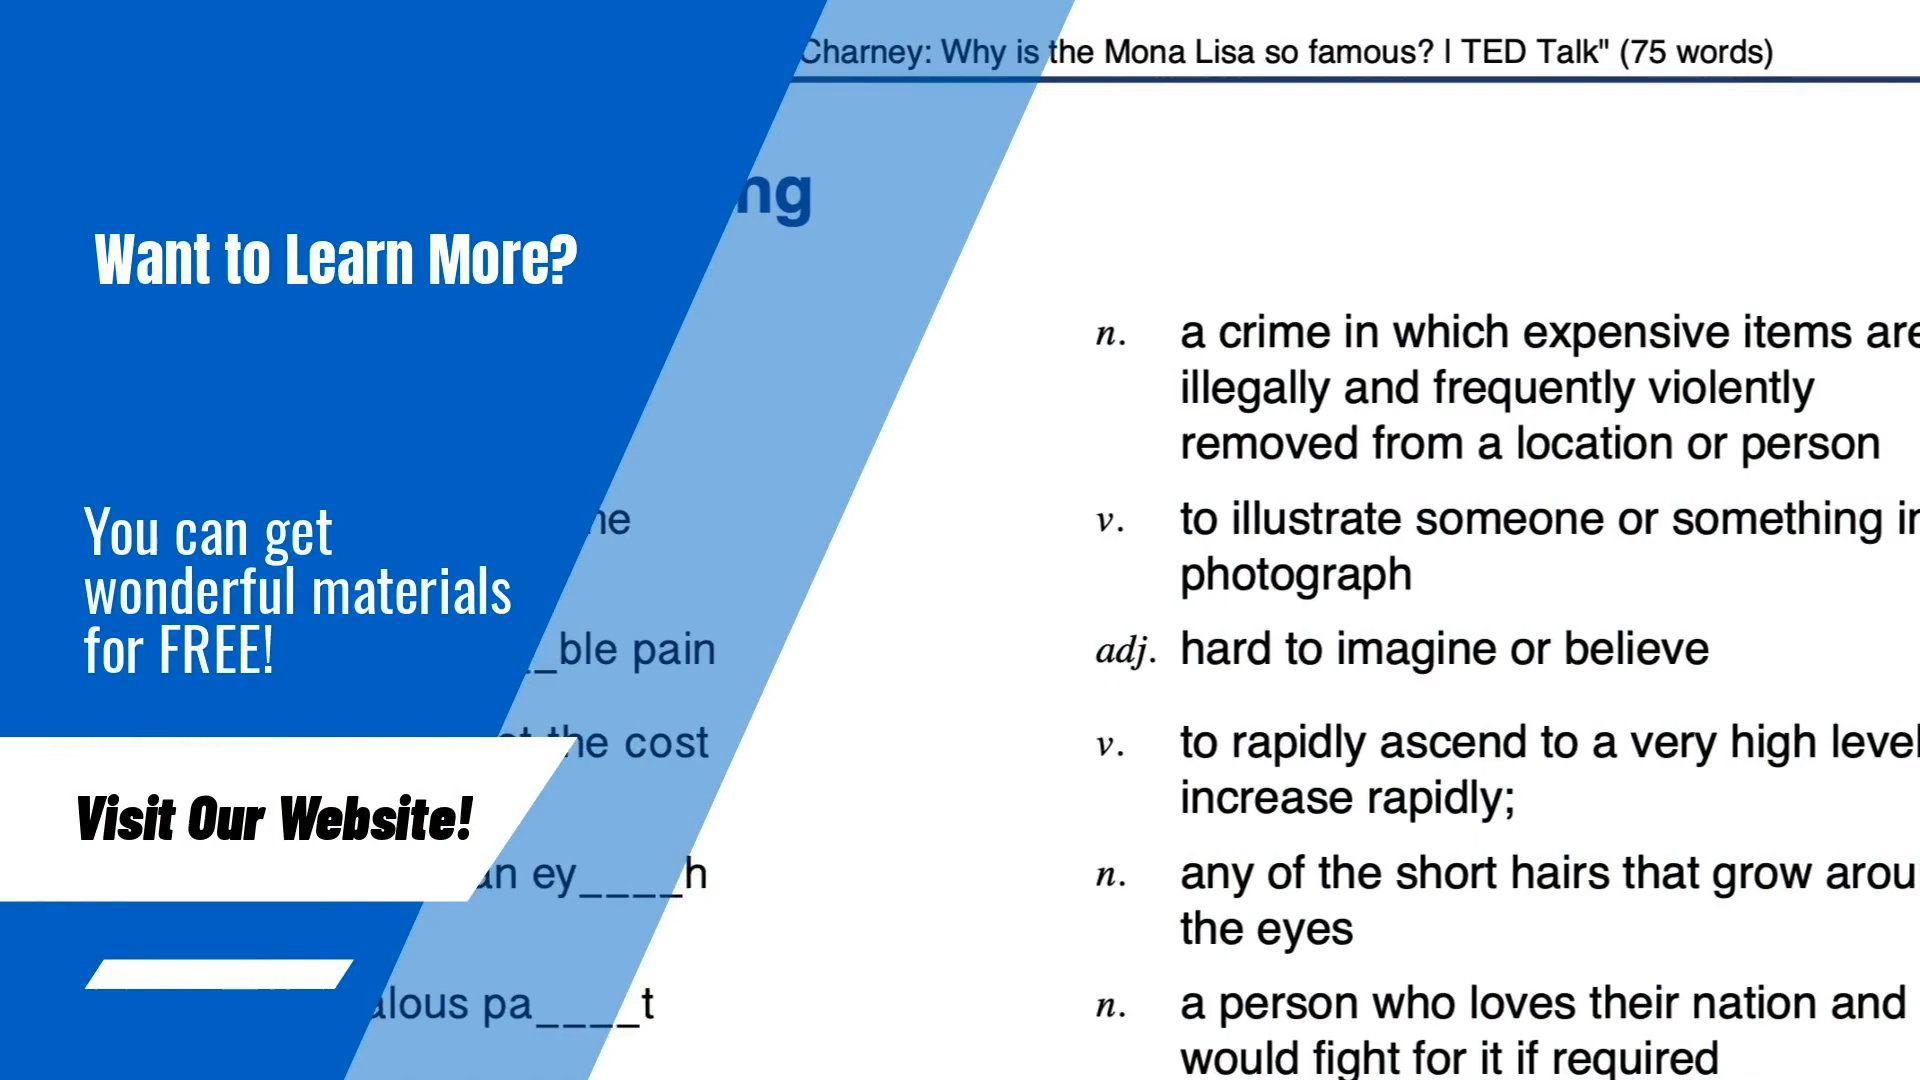 Charney: Why is the Mona Lisa so famous? | TED Talk" (75 words)
Want to Learn More?
You can get
wonderful materials
for FREE!
Visit Our Website!
n. a crime in which expensive items are
illegally and frequently violently
removed from a location or person
v. to illustrate someone or something in
photograph
_ble pain
adj. hard to imagine or believe
the cost
v. to rapidly ascend to a very high level
increase rapidly;
an ey____h
n. any of the short hairs that grow arou
the eyes
alous pa____t
n. a person who loves their nation and
would fight for it if required